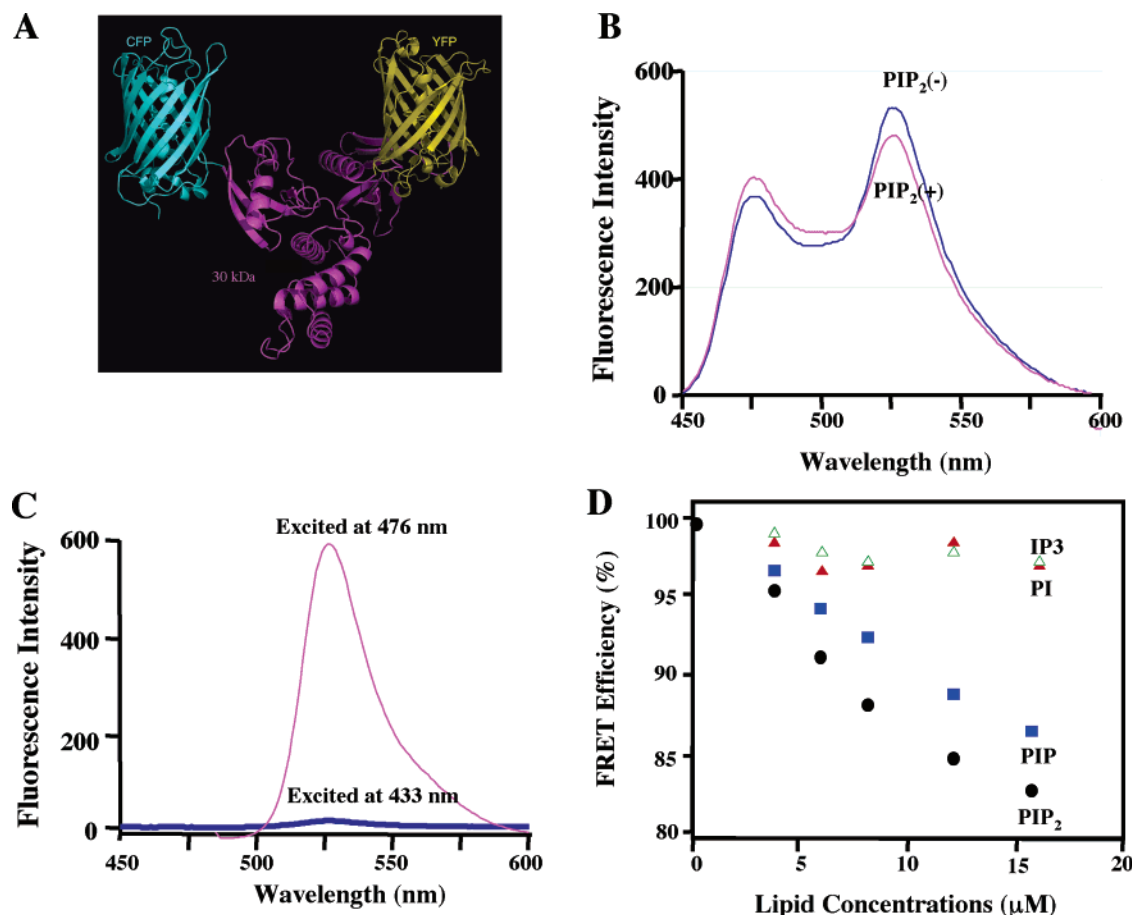 A
CFP
YFP
30 kDa
B
Fluorescence Intensity
600
400
200
0
PIP2(-)
PIP2(+)
450
500
550
600
Wavelength (nm)
C
Fluorescence Intensity
600
400
200
0
Excited at 476 nm
Excited at 433 nm
450
500
550
600
Wavelength (nm)
D
FRET Efficiency (%)
100
95
90
85
80
IP3
PI
PIP
PIP2
0
5
10
15
20
Lipid Concentrations (μM)